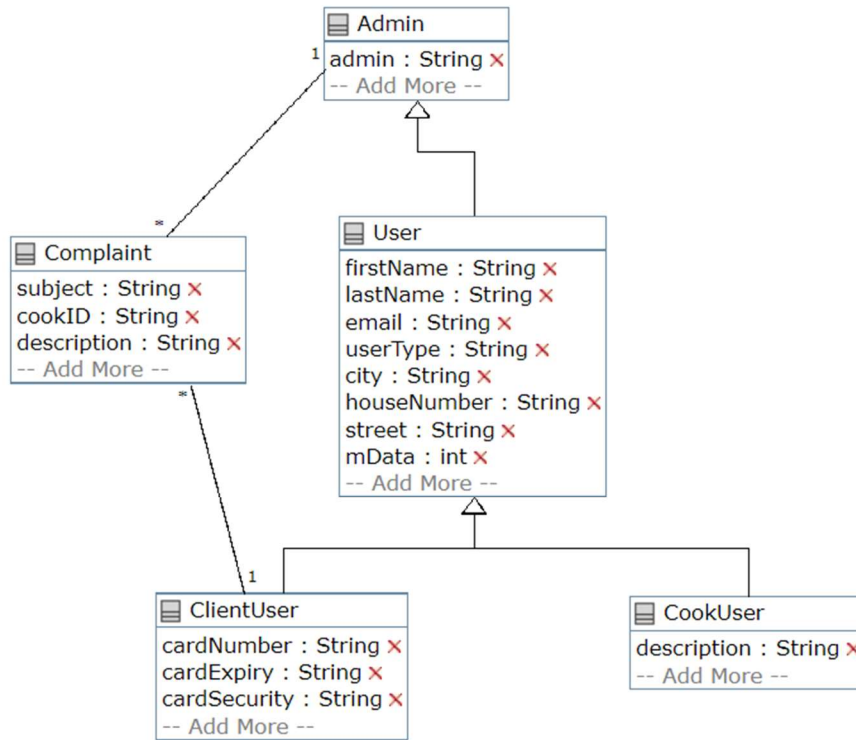 Admin
admin : String
-- Add More --
1
*
Complaint
subject : String
cookID : String
description : String
-- Add More --
*
User
firstName : String
lastName : String
email : String
userType : String
city : String
houseNumber : String
street : String
mData : int
-- Add More --
1
ClientUser
cardNumber : String
cardExpiry : String
cardSecurity : String
-- Add More --
CookUser
description : String
-- Add More --